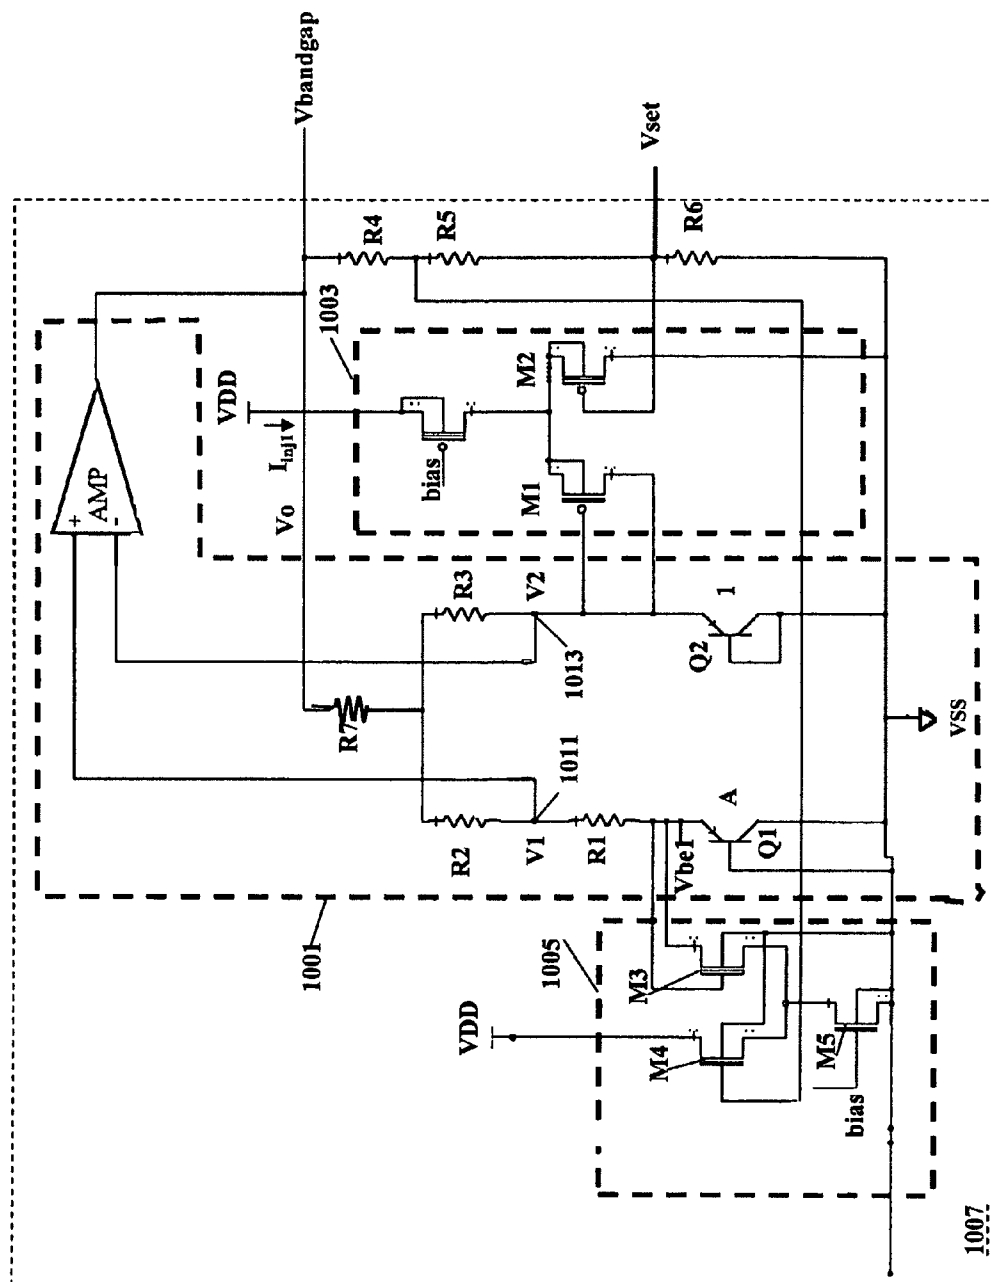 Vbandgap
Vset
AMP
+
-
R4
R5
R6
1003
VDD
Iinj1
Vo
bias
M1
M2
R7
R3
V2
1013
1011
R2
V1
R1
Q2
1
A
Q1
Vbe1
VSS
1001
1005
VDD
M3
M4
M5
bias
1007